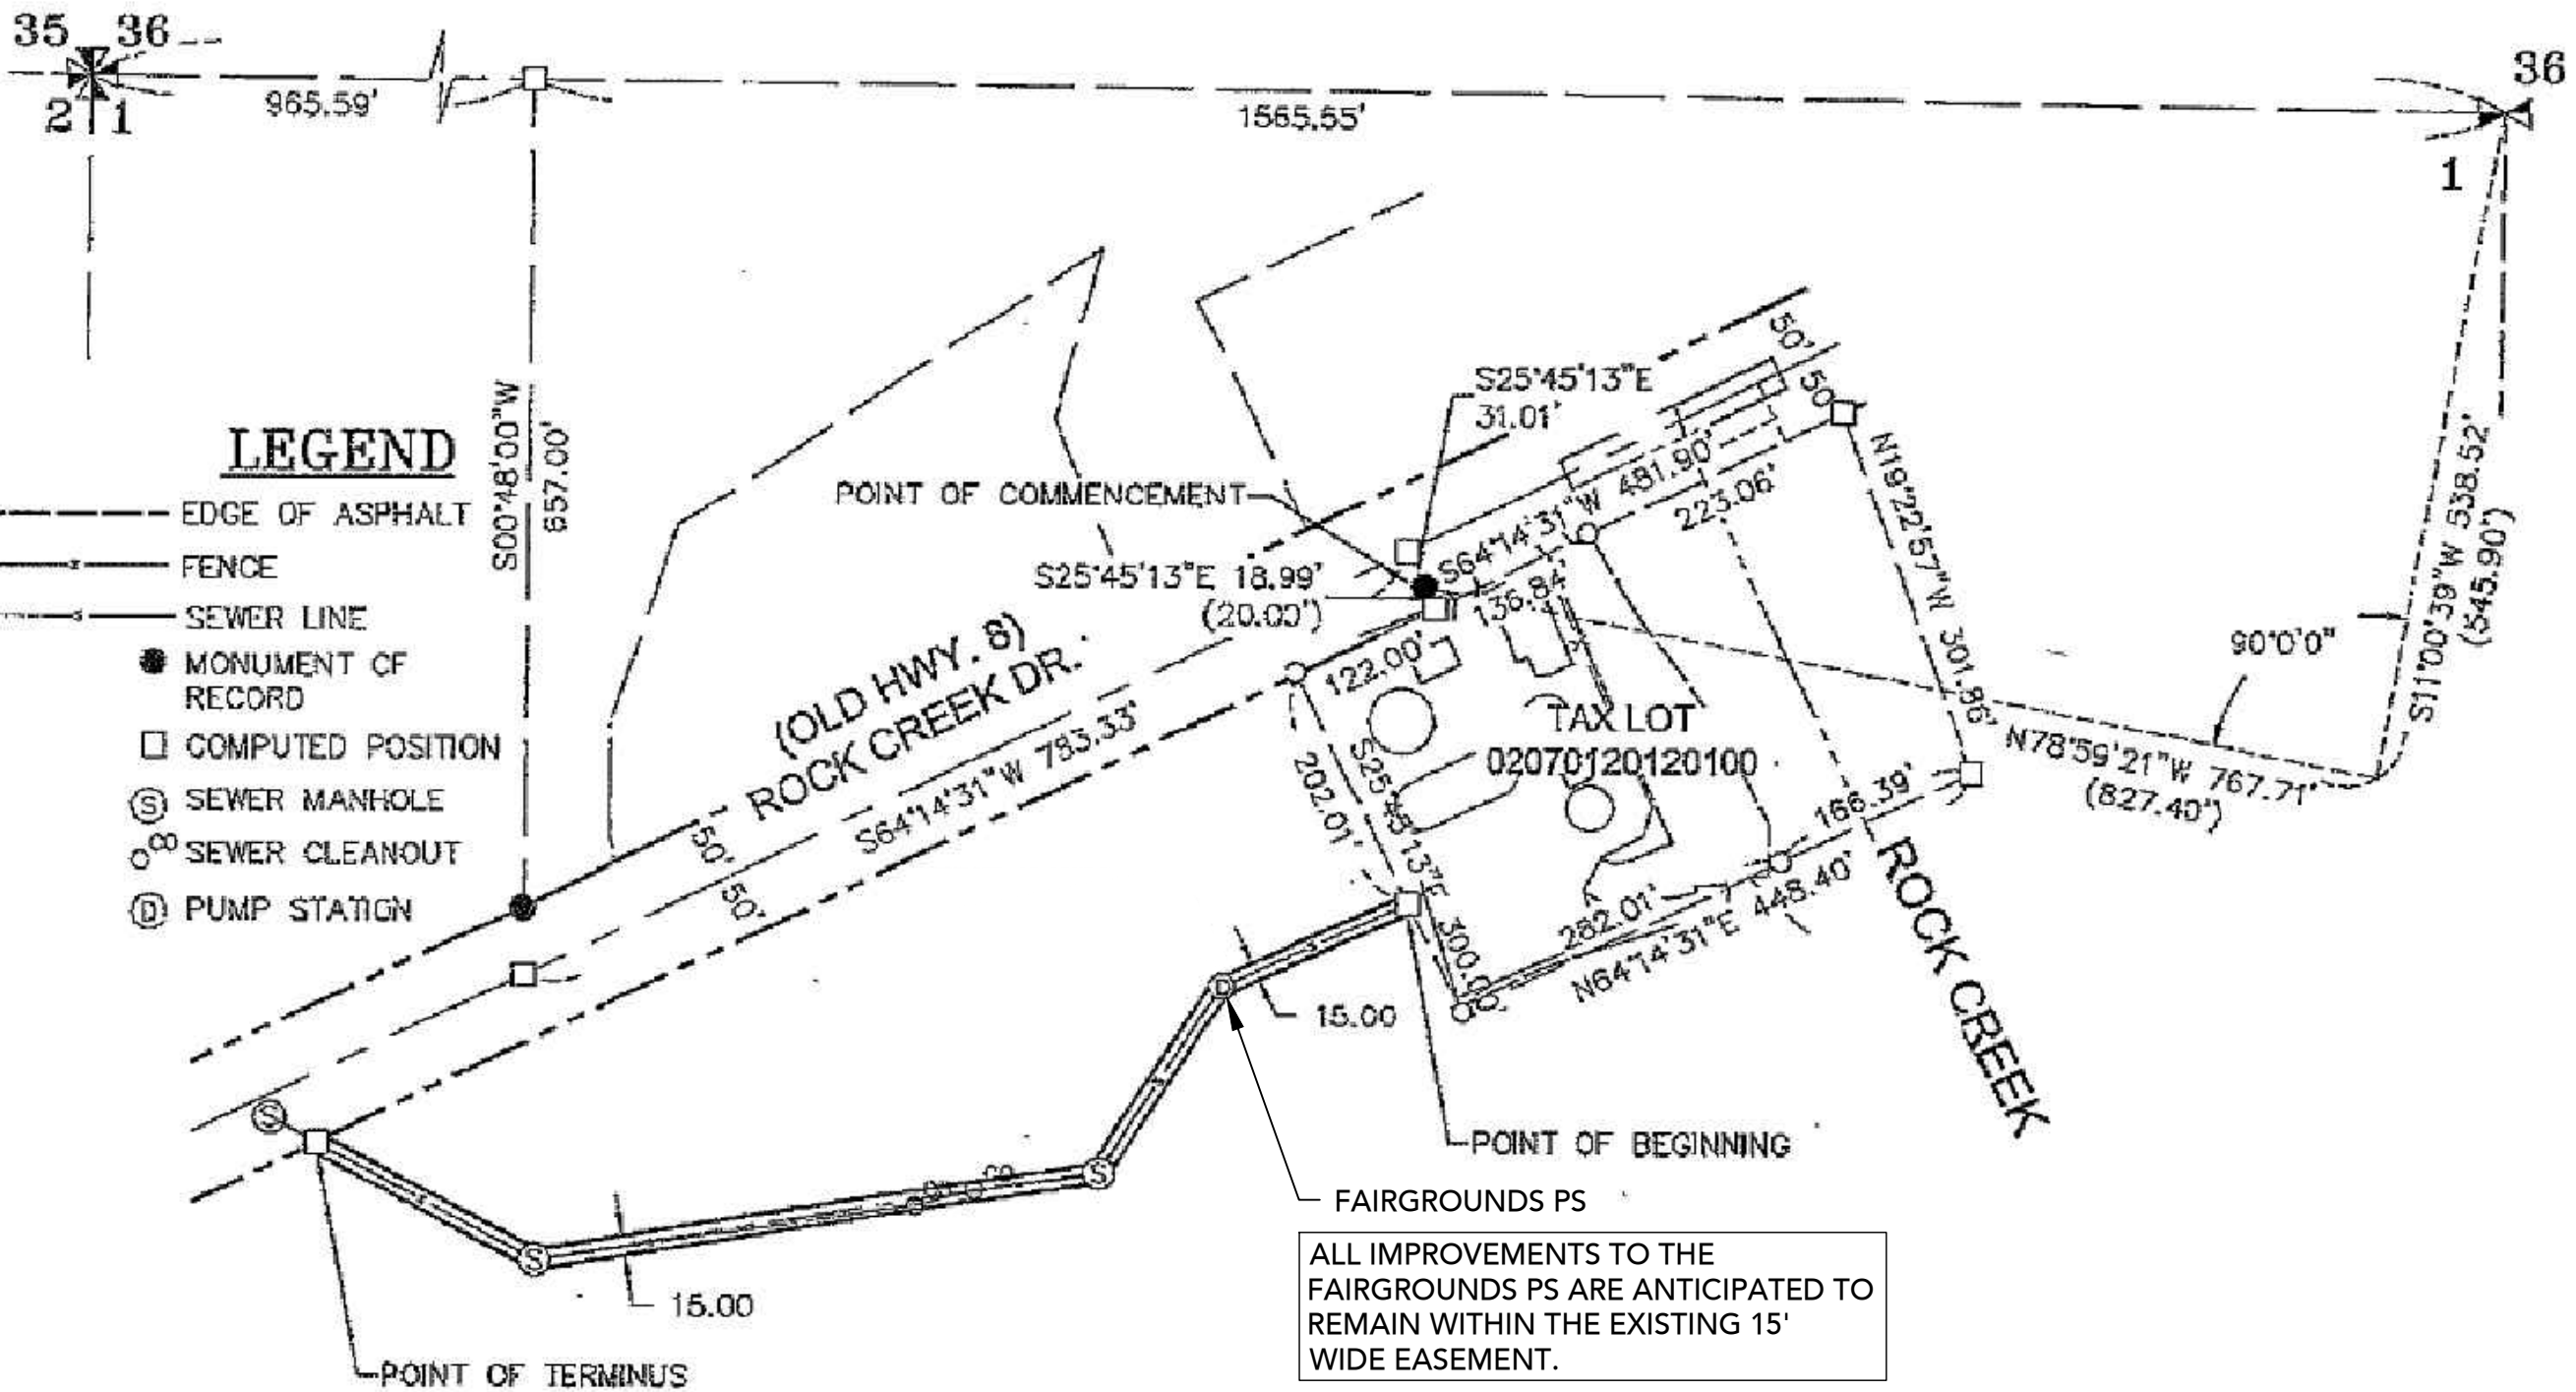 35 36
36
2 1
1
965.59'
1565.55'
S00°48'00"W
657.00'
LEGEND
EDGE OF ASPHALT
FENCE
SEWER LINE
MONUMENT OF
RECORD
COMPUTED POSITION
S SEWER MANHOLE
CO SEWER CLEANOUT
D PUMP STATION
POINT OF COMMENCEMENT
S25°45'13"E
31.01'
S25°45'13"E 18.99'
(20.00')
50'
50'
S64°14'31"W 481.90'
223.06'
136.84'
122.00'
N19°22'57"W 301.86'
S11°00'39"W 538.52'
(545.90')
90°0'0"
N78°59'21"W 767.71'
(827.40')
(OLD HWY. 8)
ROCK CREEK DR.
S64°14'31"W 783.33'
50'
50'
TAX LOT
02070120120100
202.01'
S25°45'13"E 300.00'
166.39'
282.01'
N64°14'31"E 448.40'
ROCK CREEK
15.00
POINT OF BEGINNING
D
S
S
S
CO
15.00
POINT OF TERMINUS
FAIRGROUNDS PS
ALL IMPROVEMENTS TO THE
FAIRGROUNDS PS ARE ANTICIPATED TO
REMAIN WITHIN THE EXISTING 15'
WIDE EASEMENT.